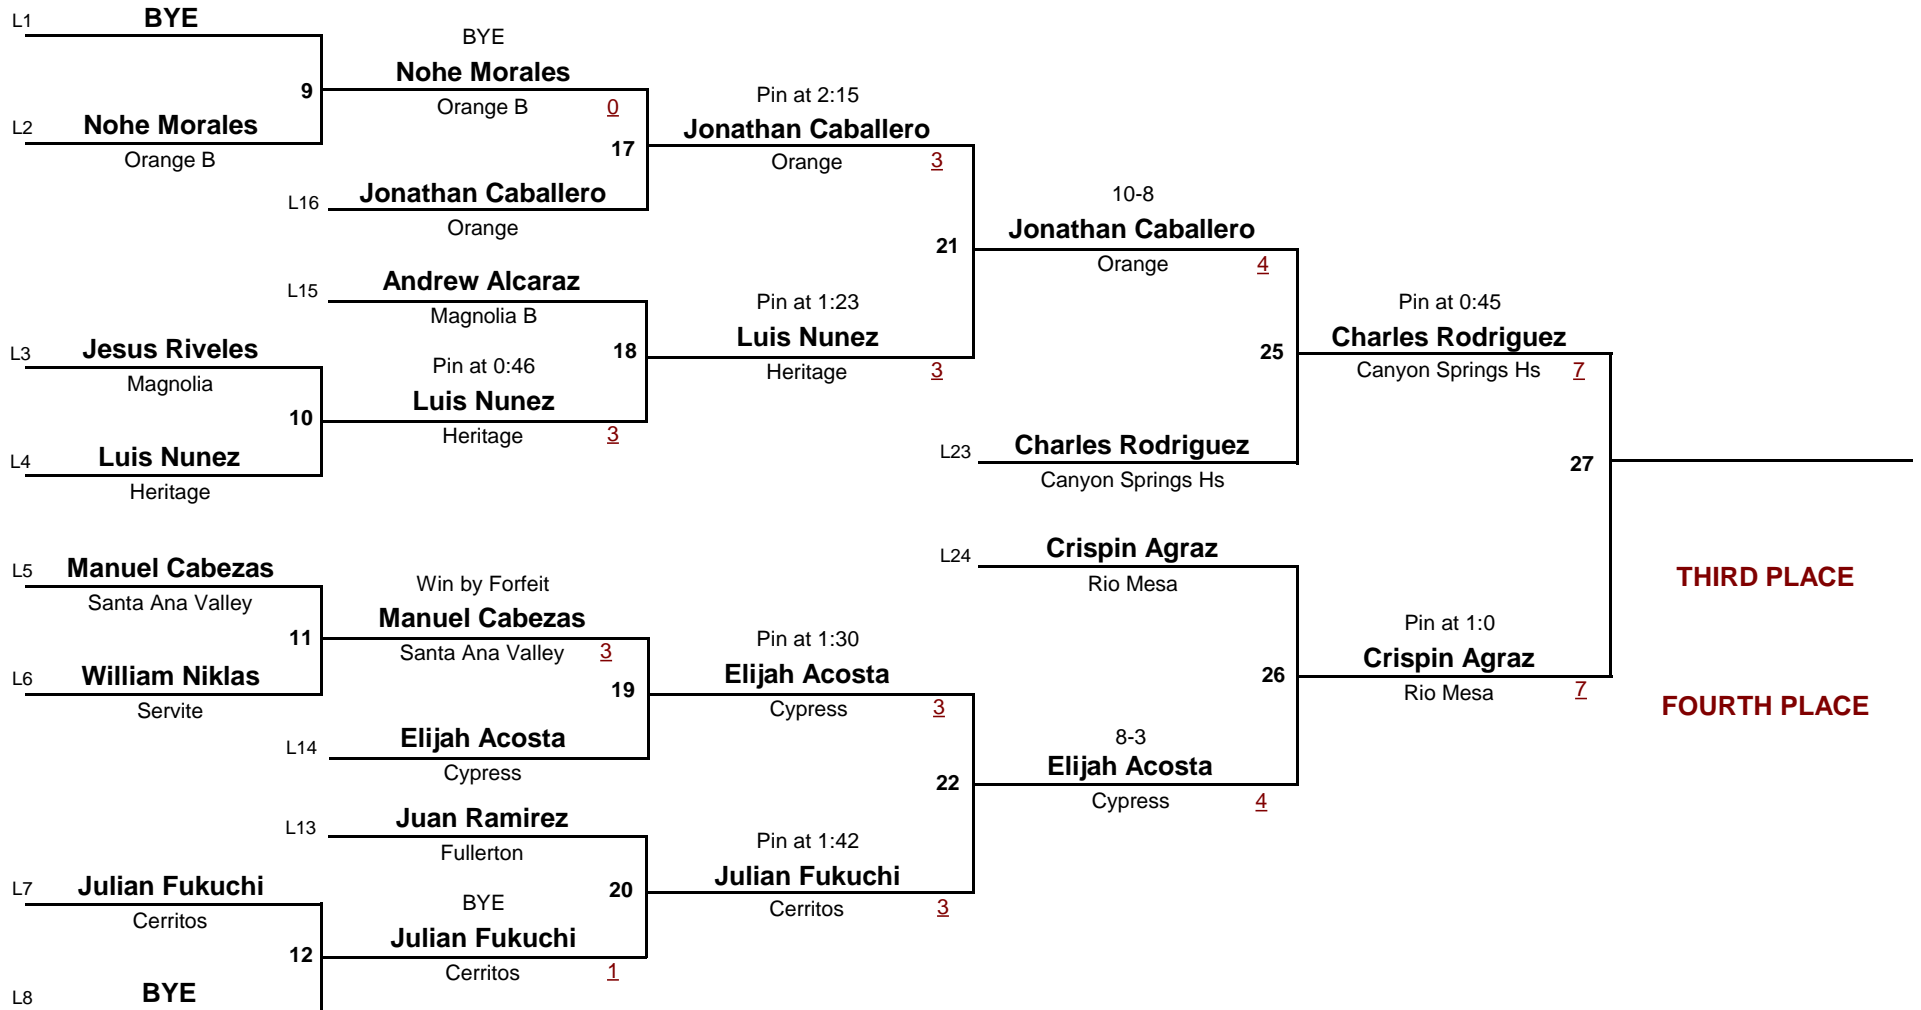 L1 BYE
BYE
Nohe Morales
9
Orange B 0
L2 Nohe Morales
Orange B
17
L16 Jonathan Caballero
Orange
Pin at 2:15
Jonathan Caballero
Orange 3
21
L15 Andrew Alcaraz
Magnolia B
L3 Jesus Riveles
Magnolia
Pin at 0:46
18
10
Luis Nunez
Heritage 3
L4 Luis Nunez
Heritage
Pin at 1:23
Luis Nunez
Heritage 3
10-8
Jonathan Caballero
Orange 4
25
L23 Charles Rodriguez
Canyon Springs Hs
Pin at 0:45
Charles Rodriguez
Canyon Springs Hs 7
27
L24 Crispin Agraz
Rio Mesa
L5 Manuel Cabezas
Santa Ana Valley
Win by Forfeit
11
Manuel Cabezas
Santa Ana Valley 3
L6 William Niklas
Servite
19
L14 Elijah Acosta
Cypress
Pin at 1:30
Elijah Acosta
Cypress 3
22
L13 Juan Ramirez
Fullerton
L7 Julian Fukuchi
Cerritos
BYE
20
12
Julian Fukuchi
Cerritos 1
L8 BYE
Pin at 1:42
Julian Fukuchi
Cerritos 3
8-3
Elijah Acosta
Cypress 4
26
Pin at 1:0
Crispin Agraz
Rio Mesa 7
THIRD PLACE
FOURTH PLACE